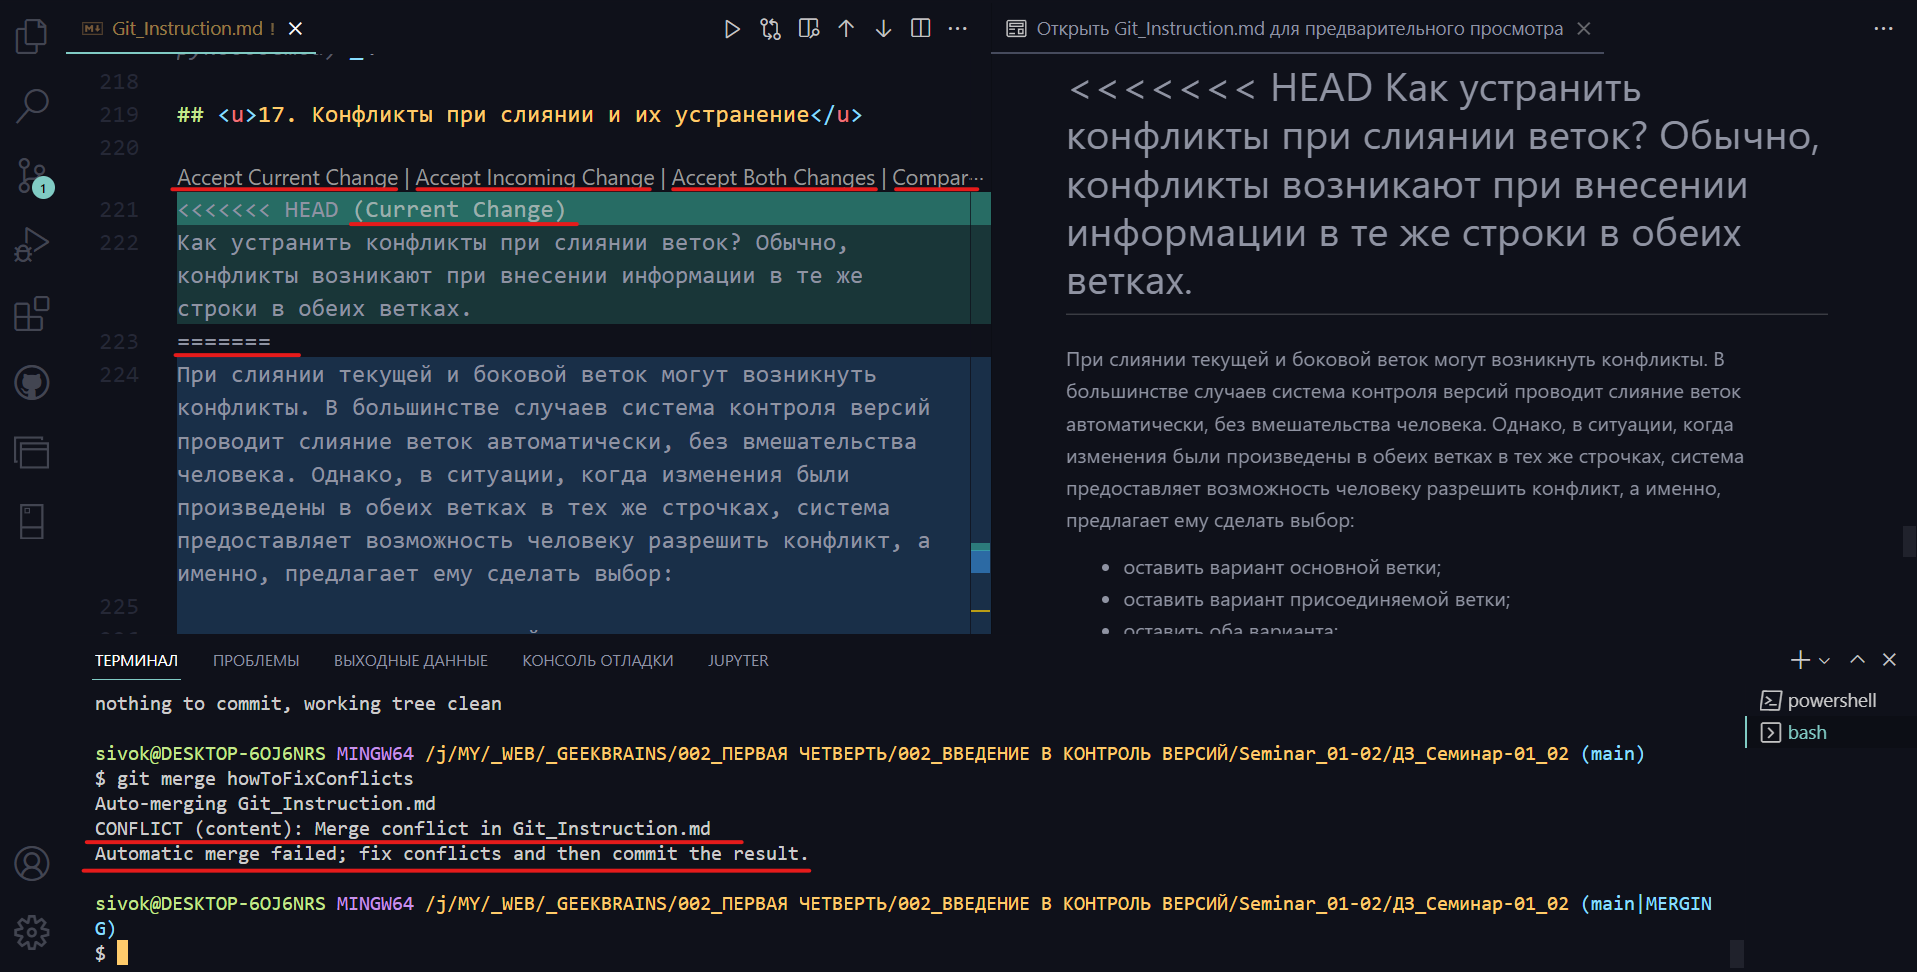 Git_Instruction.md !
Открыть Git_Instruction.md для предварительного просмотра
218
219 ## <u>17. Конфликты при слиянии и их устранение</u>
220
Accept Current Change | Accept Incoming Change | Accept Both Changes | Compar...
221 <<<<<<< HEAD (Current Change)
222 Как устранить конфликты при слиянии веток? Обычно,
конфликты возникают при внесении информации в те же
строки в обеих ветках.
223 =======
224 При слиянии текущей и боковой веток могут возникнуть
конфликты. В большинстве случаев система контроля версий
проводит слияние веток автоматически, без вмешательства
человека. Однако, в ситуации, когда изменения были
произведены в обеих ветках в тех же строчках, система
предоставляет возможность человеку разрешить конфликт, а
именно, предлагает ему сделать выбор:
225
<<<<<<< HEAD Как устранить
конфликты при слиянии веток? Обычно,
конфликты возникают при внесении
информации в те же строки в обеих
ветках.
При слиянии текущей и боковой веток могут возникнуть конфликты. В
большинстве случаев система контроля версий проводит слияние веток
автоматически, без вмешательства человека. Однако, в ситуации, когда
изменения были произведены в обеих ветках в тех же строчках, система
предоставляет возможность человеку разрешить конфликт, а именно,
предлагает ему сделать выбор:
• оставить вариант основной ветки;
• оставить вариант присоединяемой ветки;
• оставить оба варианта;
1
ТЕРМИНАЛ ПРОБЛЕМЫ ВЫХОДНЫЕ ДАННЫЕ КОНСОЛЬ ОТЛАДКИ JUPYTER
nothing to commit, working tree clean
sivok@DESKTOP-6OJ6NRS MINGW64 /j/MY/_WEB/_GEEKBRAINS/002_ПЕРВАЯ ЧЕТВЕРТЬ/002_ВВЕДЕНИЕ В КОНТРОЛЬ ВЕРСИЙ/Seminar_01-02/ДЗ_Семинар-01_02 (main)
$ git merge howToFixConflicts
Auto-merging Git_Instruction.md
CONFLICT (content): Merge conflict in Git_Instruction.md
Automatic merge failed; fix conflicts and then commit the result.
sivok@DESKTOP-6OJ6NRS MINGW64 /j/MY/_WEB/_GEEKBRAINS/002_ПЕРВАЯ ЧЕТВЕРТЬ/002_ВВЕДЕНИЕ В КОНТРОЛЬ ВЕРСИЙ/Seminar_01-02/ДЗ_Семинар-01_02 (main|MERGIN
G)
$
powershell
bash